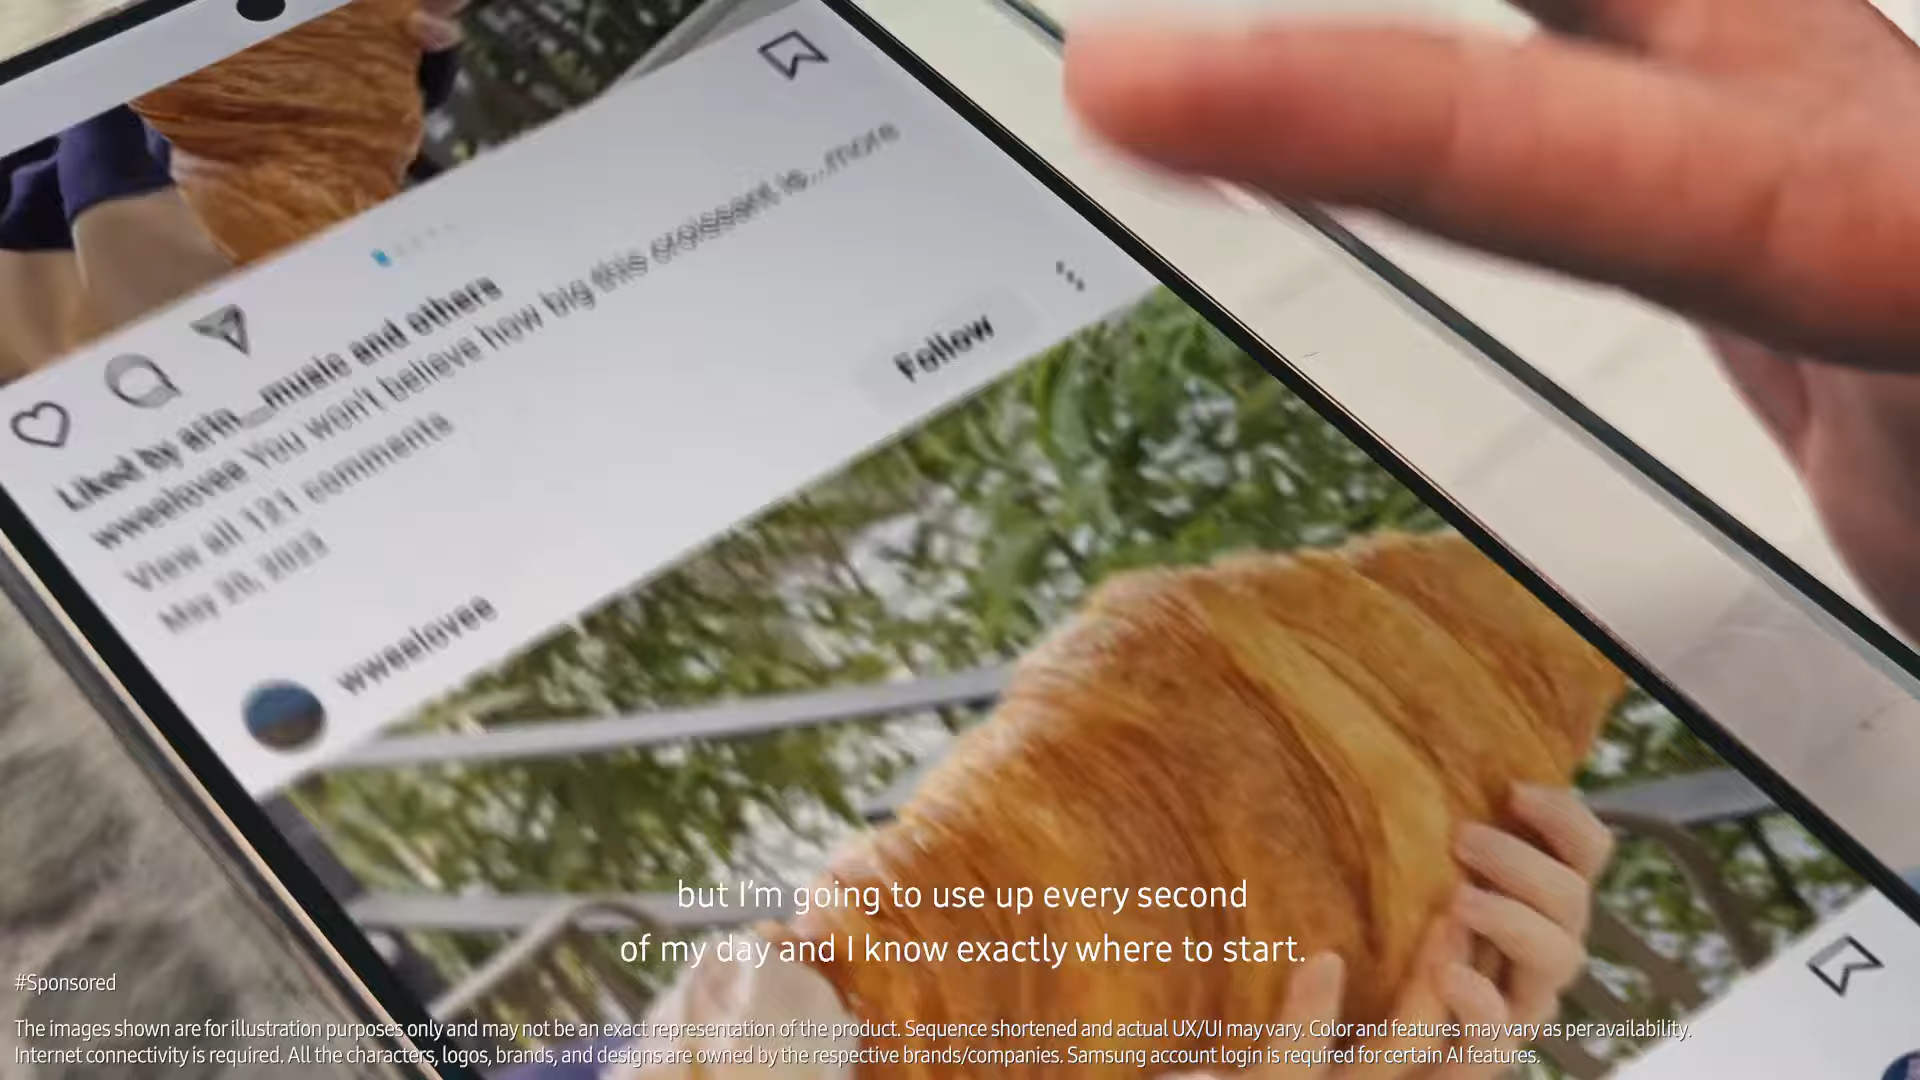 Liked by arin_music and others
wweelovee You won't believe how big this croissant is...more
View all 121 comments
May 20, 2023
Follow
wweelovee
but I'm going to use up every second
of my day and I know exactly where to start.
#Sponsored
The images shown are for illustration purposes only and may not be an exact representation of the product. Sequence shortened and actual UX/UI may vary. Color and features may vary as per availability.
Internet connectivity is required. All the characters, logos, brands, and designs are owned by the respective brands/companies. Samsung account login is required for certain AI features.